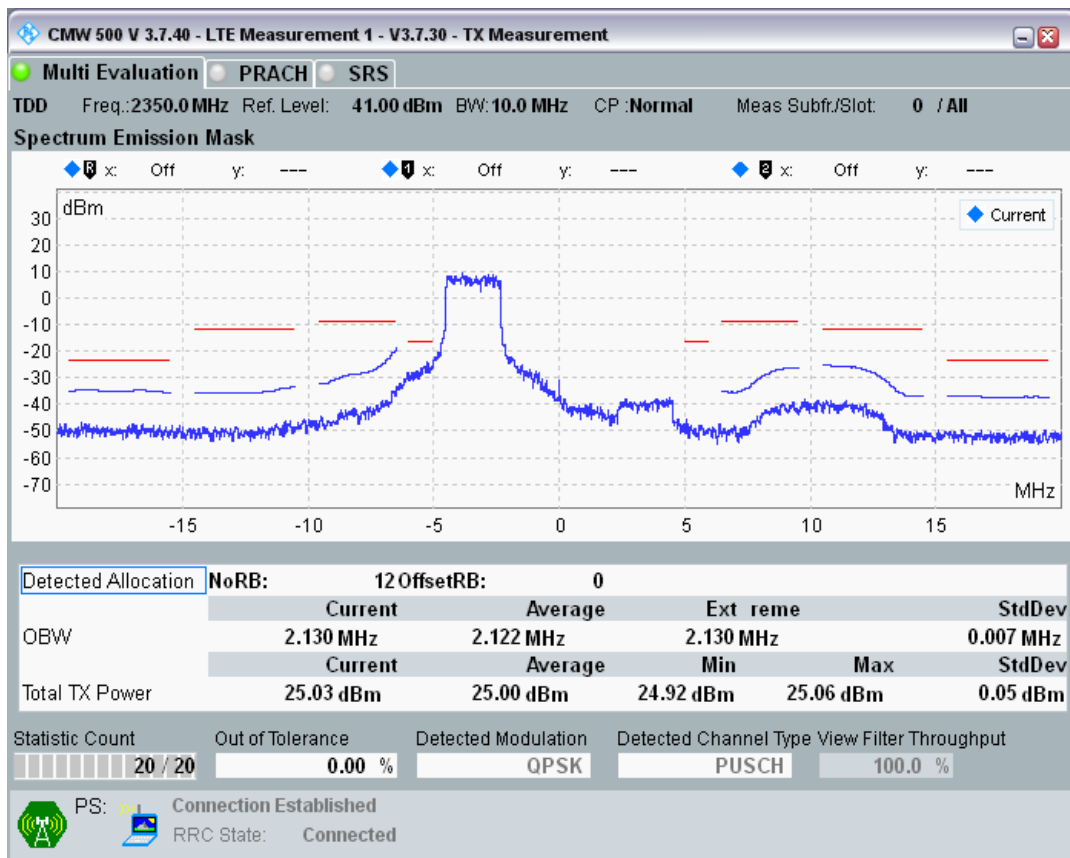 CMW 500 V 3.7.40 - LTE Measurement 1 - V3.7.30 - TX Measurement
Multi Evaluation PRACH SRS
TDD Freq.:2350.0 MHz Ref. Level: 41.00 dBm BW:10.0 MHz CP :Normal Meas Subfr./Slot: 0 / All
Spectrum Emission Mask
R x: Off y: --- 1 x: Off y: --- 2 x: Off y: ---
dBm
Current
30
20
10
0
-10
-20
-30
-40
-50
-60
-70
MHz
-15 -10 -5 0 5 10 15
Detected Allocation NoRB: 12 OffsetRB: 0
Current Average Ext reme StdDev
OBW 2.130 MHz 2.122 MHz 2.130 MHz 0.007 MHz
Current Average Min Max StdDev
Total TX Power 25.03 dBm 25.00 dBm 24.92 dBm 25.06 dBm 0.05 dBm
Statistic Count Out of Tolerance Detected Modulation Detected Channel Type View Filter Throughput
20 / 20 0.00 % QPSK PUSCH 100.0 %
PS: Connection Established
RRC State: Connected